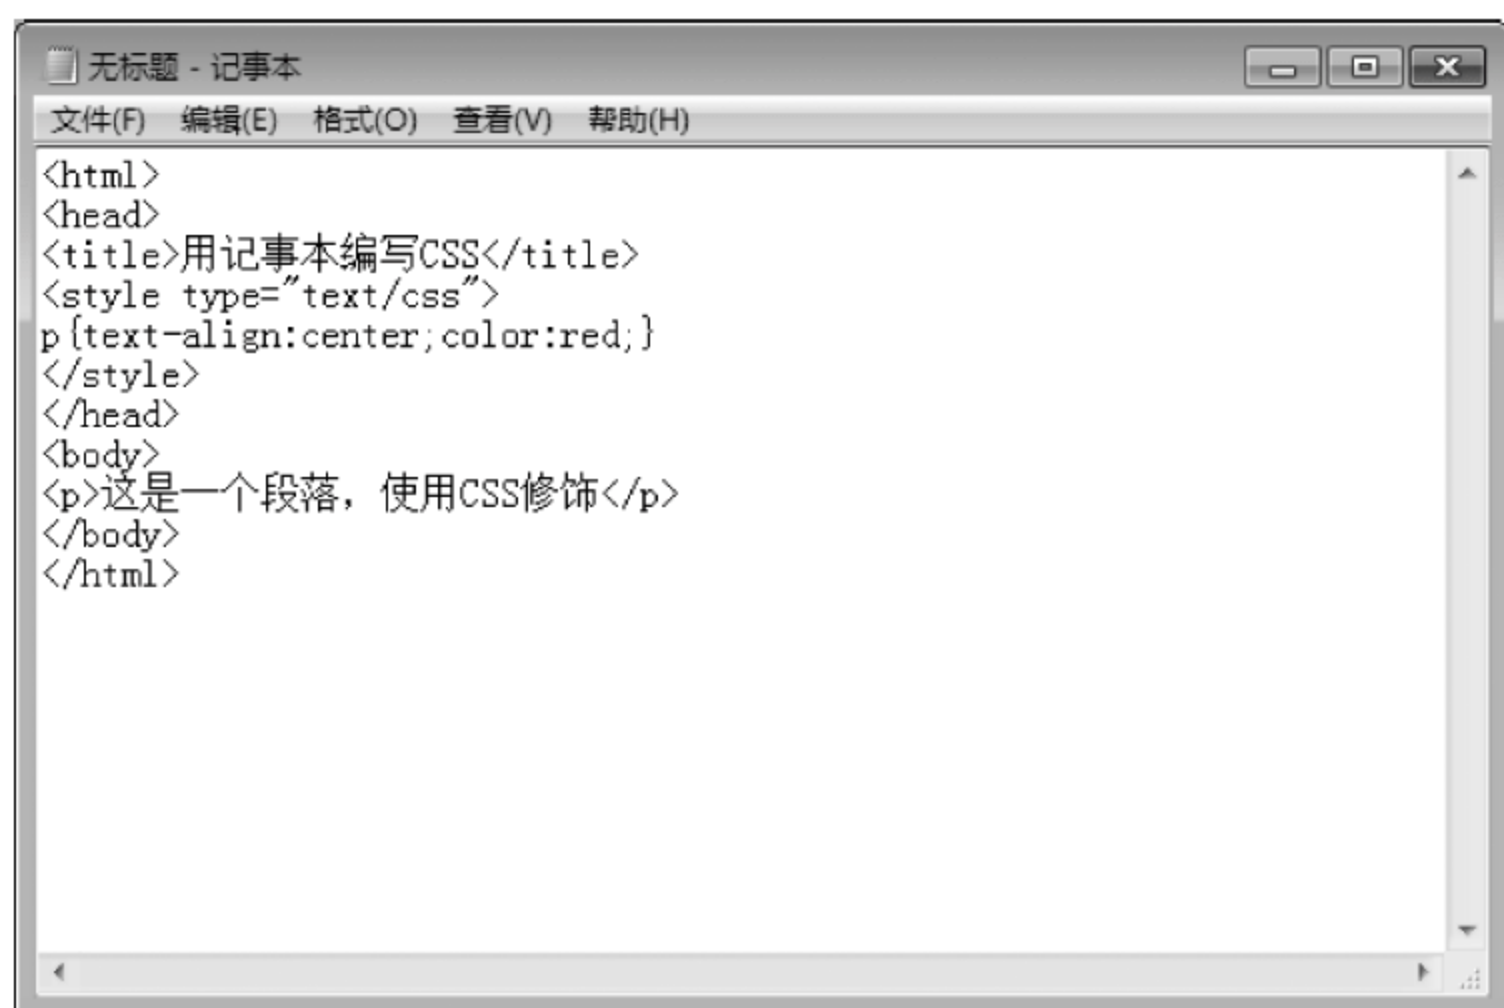 无标题 - 记事本
文件(F) 编辑(E) 格式(O) 查看(V) 帮助(H)
<html>
<head>
<title>用记事本编写CSS</title>
<style type="text/css">
p{text-align:center;color:red;}
</style>
</head>
<body>
<p>这是一个段落，使用CSS修饰</p>
</body>
</html>